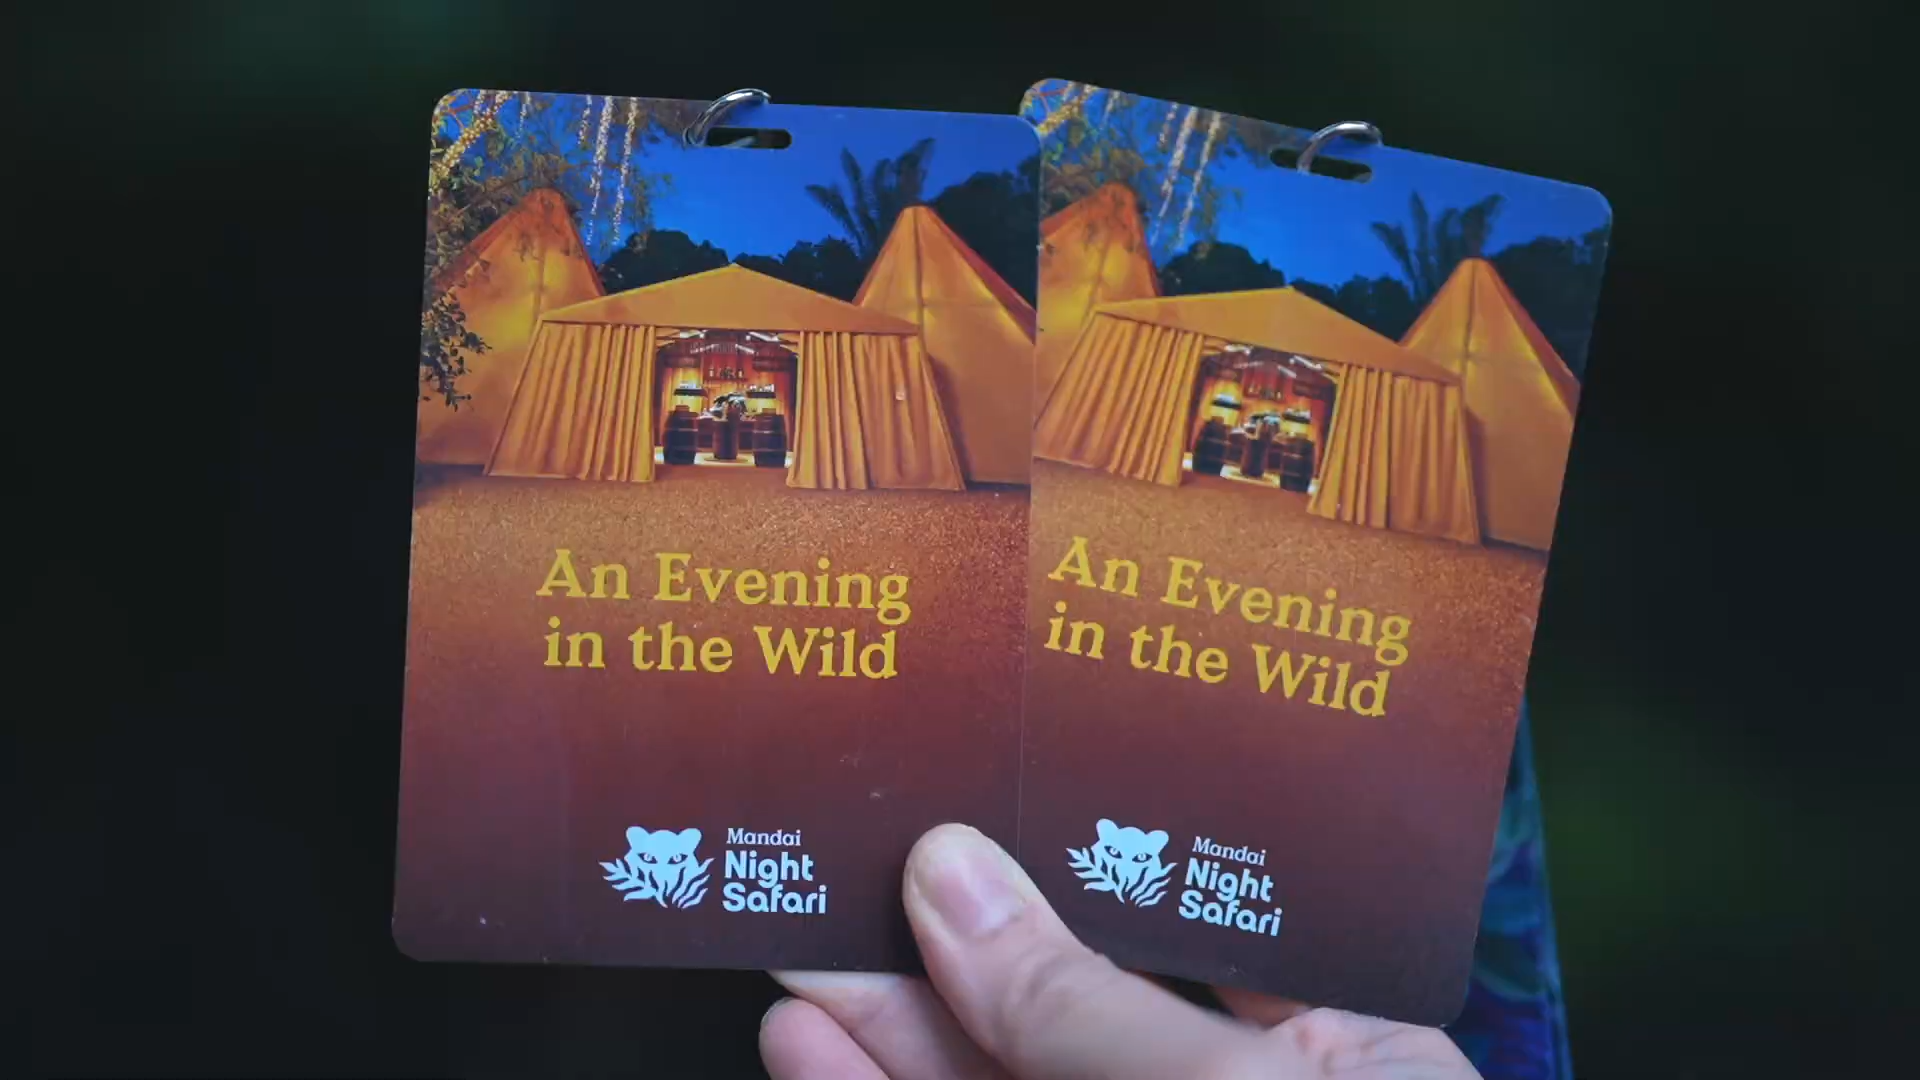 An Evening
in the Wild
Mandai
Night
Safari
An Evening
in the Wild
Mandai
Night
Safari